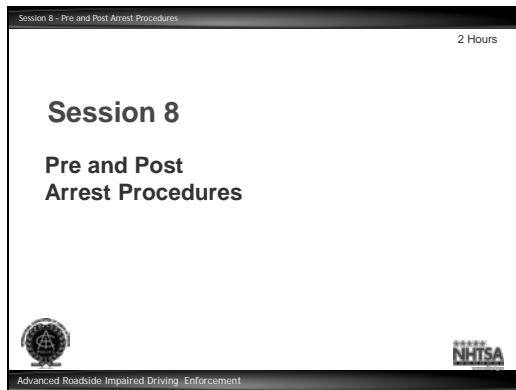 Session 8 - Pre and Post Arrest Procedures
2 Hours
Session 8
Pre and Post
Arrest Procedures
NHTSA
Advanced Roadside Impaired Driving Enforcement